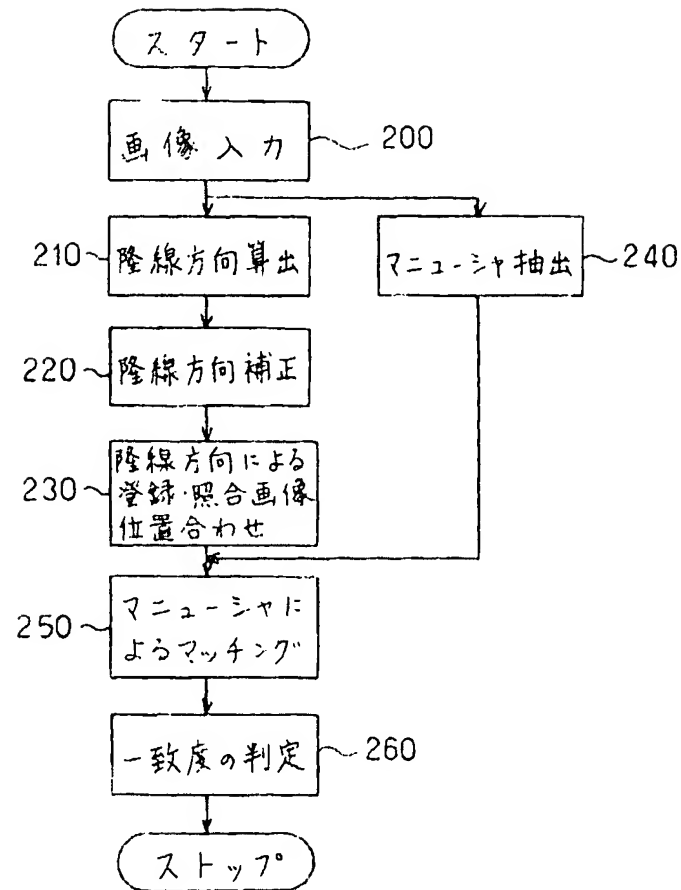 スタート
画像入力
200
210
隆線方向算出
マニューシャ抽出
240
220
隆線方向補正
230
隆線方向による
登録・照合画像
位置合わせ
250
マニューシャに
よるマッチング
一致度の判定
260
ストップ